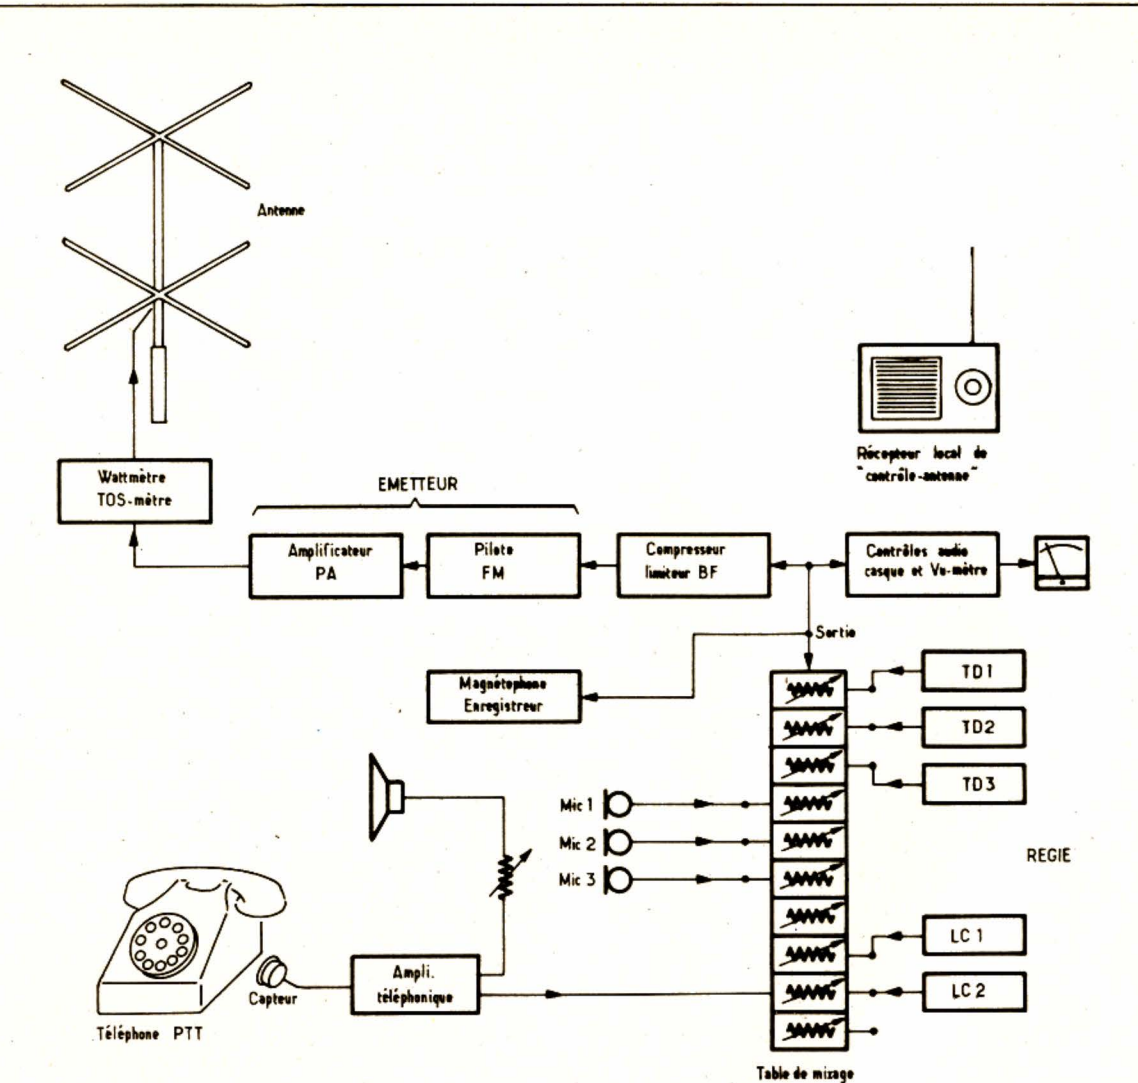 Antenne
Récepteur local de
"contrôle-antenne"
Wattmètre
TOS-mètre
EMETTEUR
Amplificateur
PA
Pilote
FM
Compresseur
limiteur BF
Contrôles audio
casque et Vu-mètre
Sortie
Magnétophone
Enregistreur
TD1
TD2
TD3
Mic 1
Mic 2
Mic 3
REGIE
LC 1
LC 2
Ampli.
téléphonique
Capteur
Téléphone PTT
Table de mixage